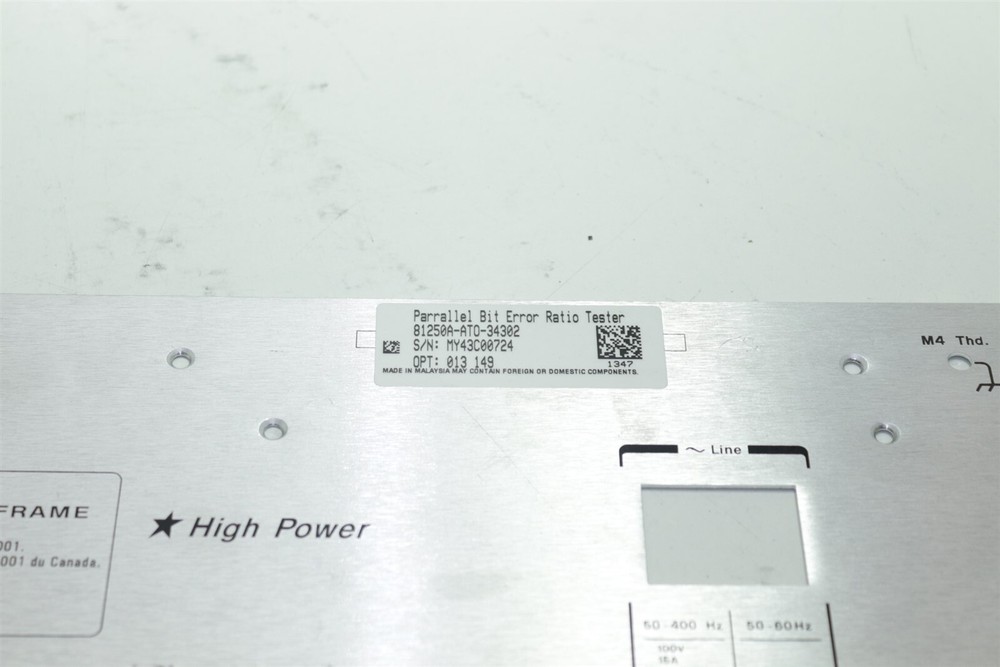 Parrallel Bit Error Ratio Tester
81250A-ATO-34302
S/N: MY43C00724
OPT: 013 149
1347
MADE IN MALAYSIA MAY CONTAIN FOREIGN OR DOMESTIC COMPONENTS.
M4 Thd.
~ Line
FRAME
001.
001 du Canada.
★ High Power
50-400 Hz
50-60Hz
100V
15A